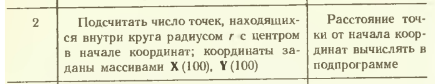 2
Подсчитать число точек, находящих-
ся внутри круга радиусом r с центром
в начале координат; координаты за-
даны массивами X (100), Y (100)
Расстояние точ-
ки от начала коор-
динат вычислять в
подпрограмме